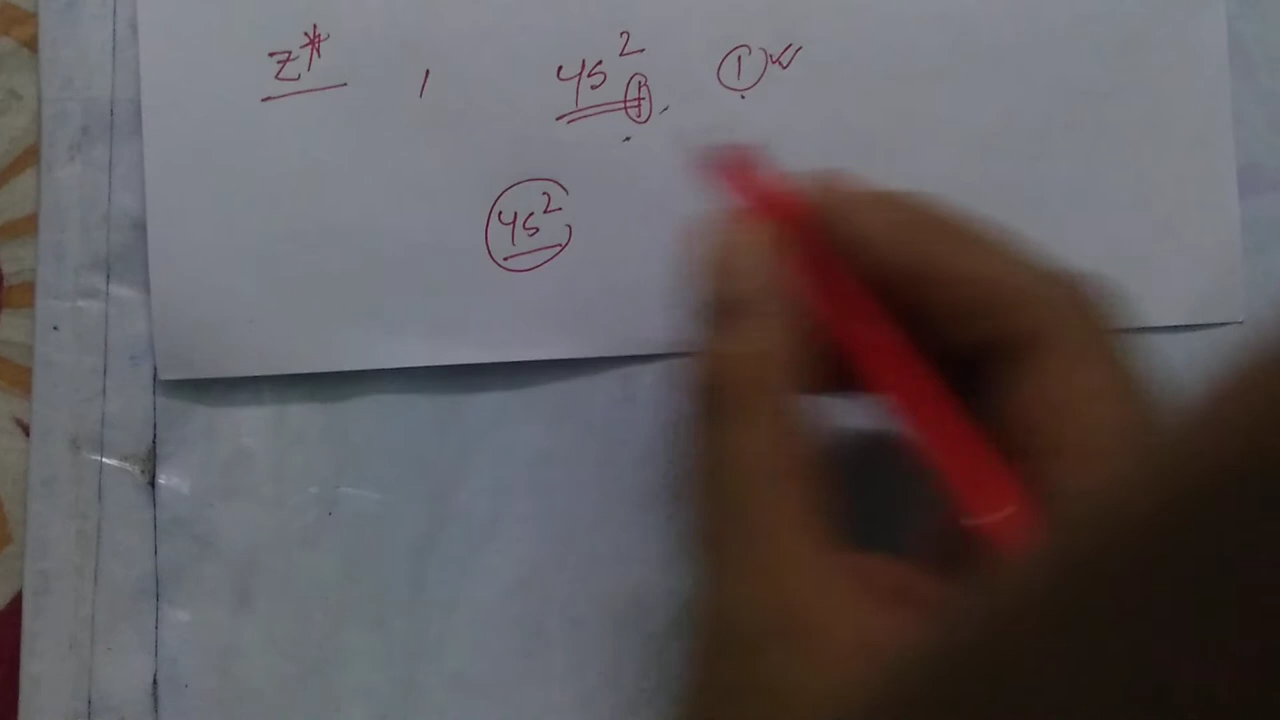 Z* , 4s² ①
4s²